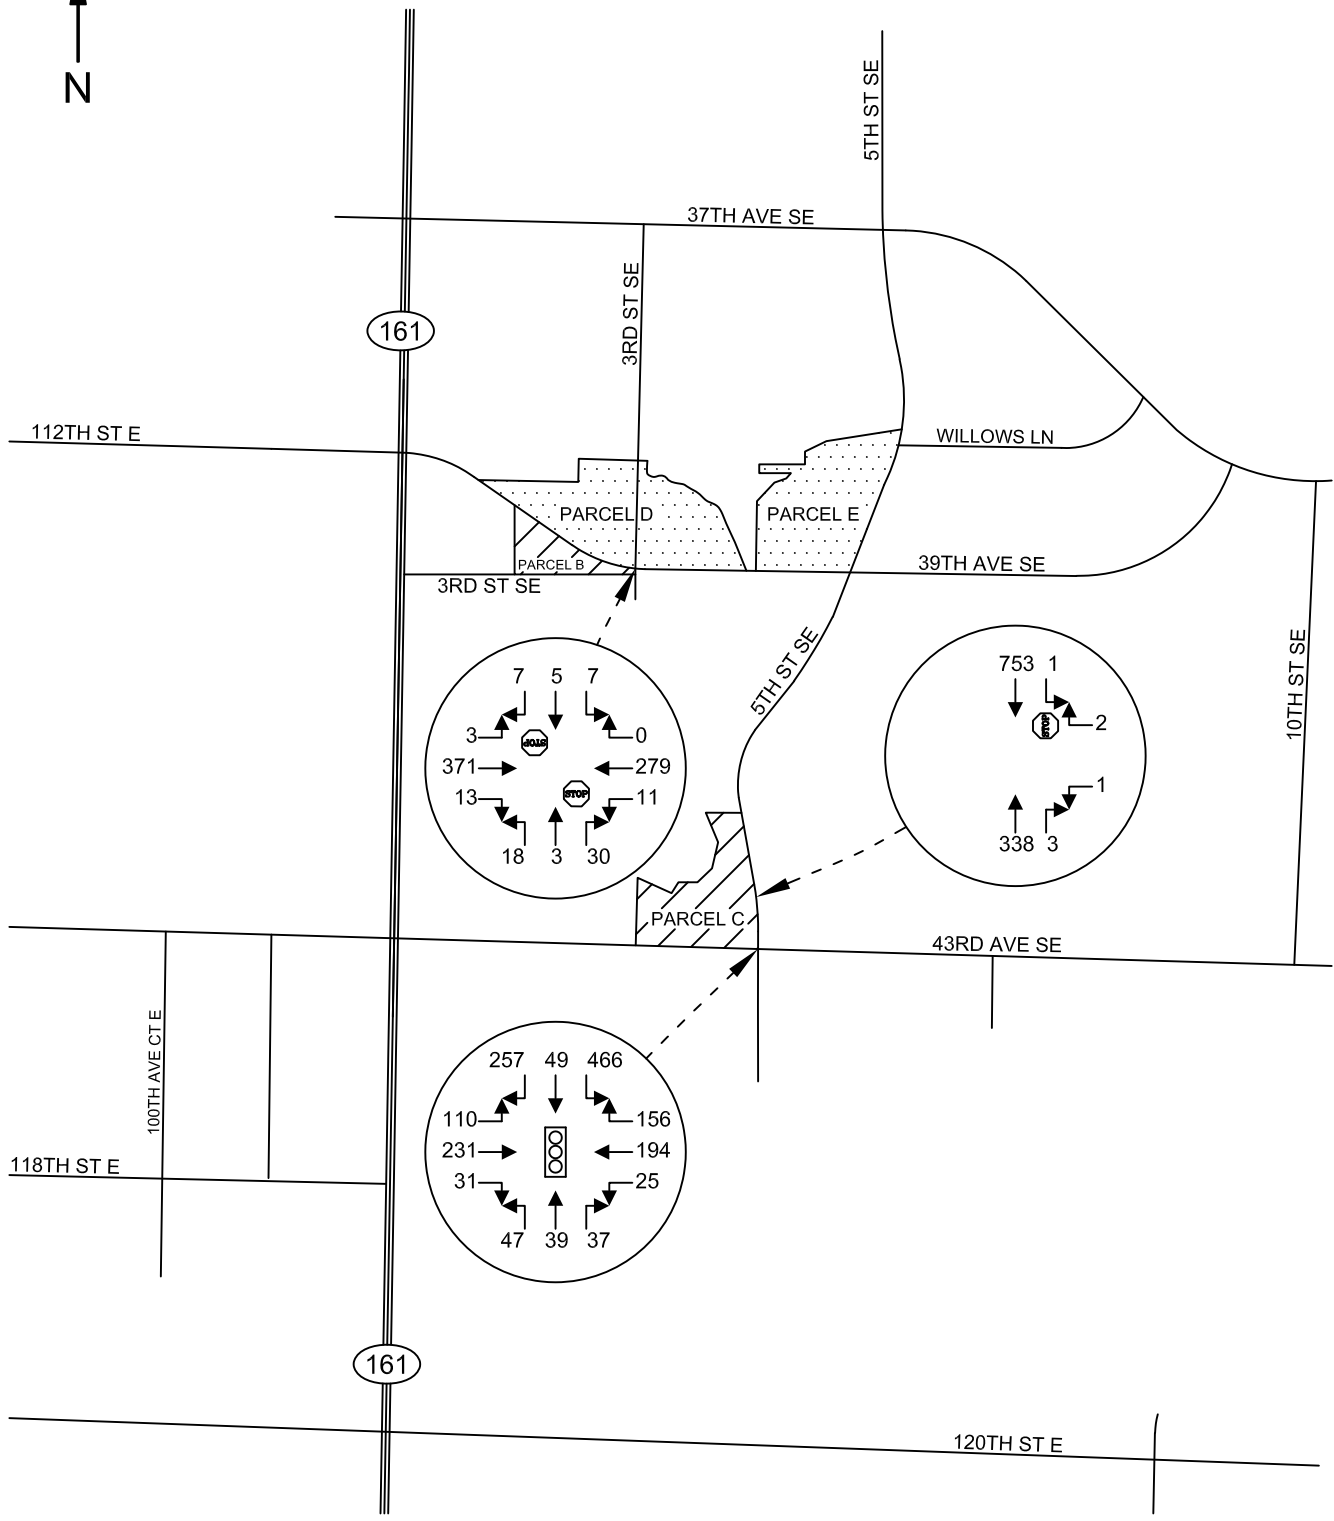 N
5TH ST SE
37TH AVE SE
3RD ST SE
161
112TH ST E
WILLOWS LN
PARCEL D
PARCEL E
PARCEL B
39TH AVE SE
3RD ST SE
5TH ST SE
10TH ST SE
7 5 7
3 0
STOP
371 279
13 11
STOP
18 3 30
753 1
2
STOP
1
338 3
PARCEL C
43RD AVE SE
100TH AVE CT E
257 49 466
110 156
231 194
31 25
47 39 37
118TH ST E
161
120TH ST E